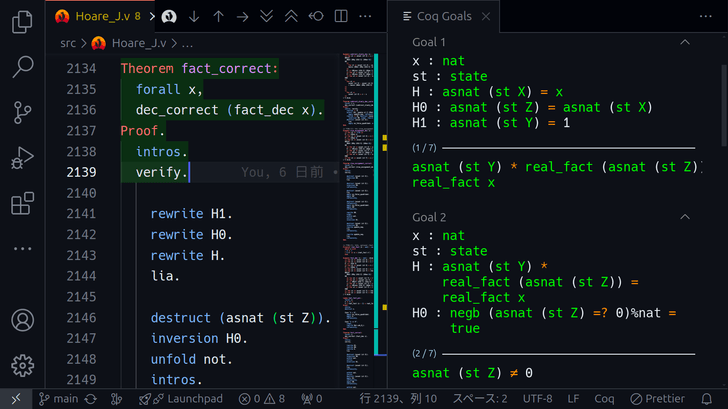 Hoare_J.v 8
Coq Goals
src > Hoare_J.v > ...
2134 Theorem fact_correct:
2135 forall x,
2136 dec_correct (fact_dec x).
2137 Proof.
2138 intros.
2139 verify. You, 6 日前 •
2140
2141 rewrite H1.
2142 rewrite H0.
2143 rewrite H.
2144 lia.
2145
2146 destruct (asnat (st Z)).
2147 inversion H0.
2148 unfold not.
2149 intros.
Goal 1
x : nat
st : state
H : asnat (st X) = x
H0 : asnat (st Z) = asnat (st X)
H1 : asnat (st Y) = 1
(1 / 7)
asnat (st Y) * real_fact (asnat (st Z))
real_fact x
Goal 2
x : nat
st : state
H : asnat (st Y) *
real_fact (asnat (st Z)) =
real_fact x
H0 : negb (asnat (st Z) =? 0)%nat =
true
(2 / 7)
asnat (st Z) ≠ 0
main
Launchpad
0
8
0
行 2139、列 10
スペース: 2
UTF-8
LF
Coq
Prettier